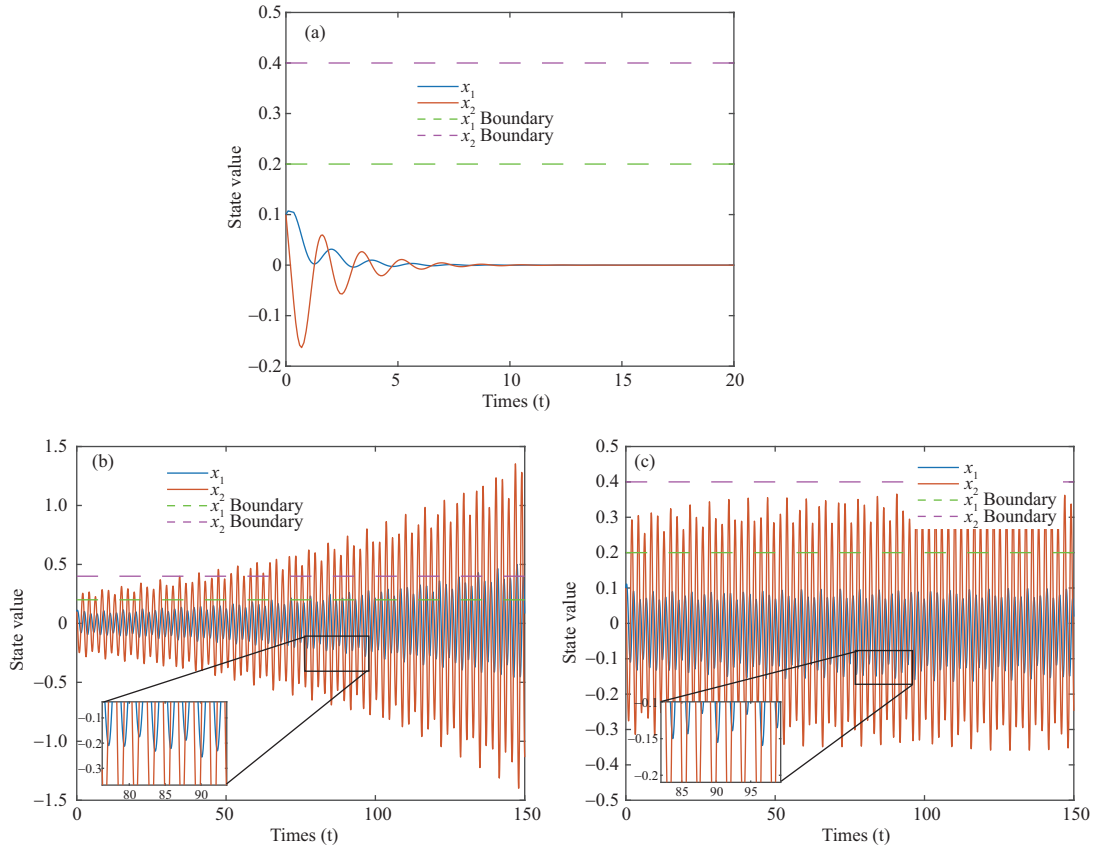 (a)
0.5
0.4
0.3
0.2
0.1
0
–0.1
–0.2
State value
x1
x2
x1 Boundary
x2 Boundary
0 5 10 15 20
Times (t)
(b)
1.5
1.0
0.5
0
–0.5
–1.0
–1.5
State value
x1
x2
x1 Boundary
x2 Boundary
–0.1
–0.2
–0.3
80 85 90
0 50 100 150
Times (t)
(c)
0.5
0.4
0.3
0.2
0.1
0
–0.1
–0.2
–0.3
–0.4
–0.5
State value
x1
x2
x1 Boundary
x2 Boundary
–0.1
–0.15
–0.2
85 90 95
0 50 100 150
Times (t)